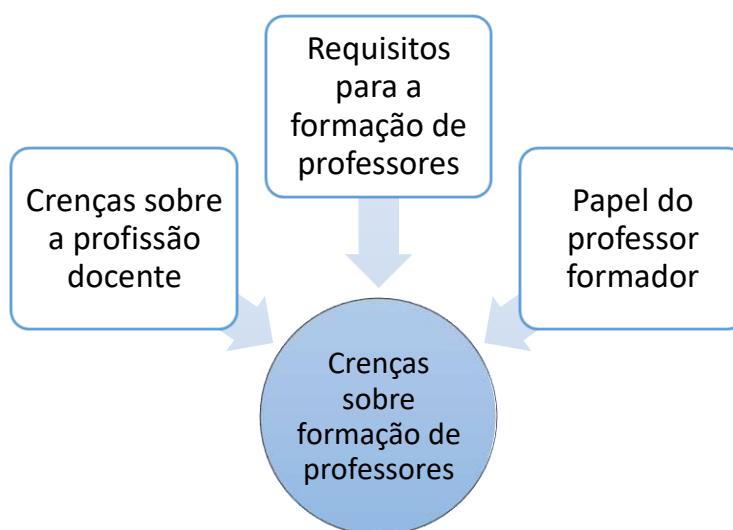 Requisitos
para a
formação de
professores
Crenças sobre
a profissão
docente
Papel do
professor
formador
Crenças
sobre
formação de
professores